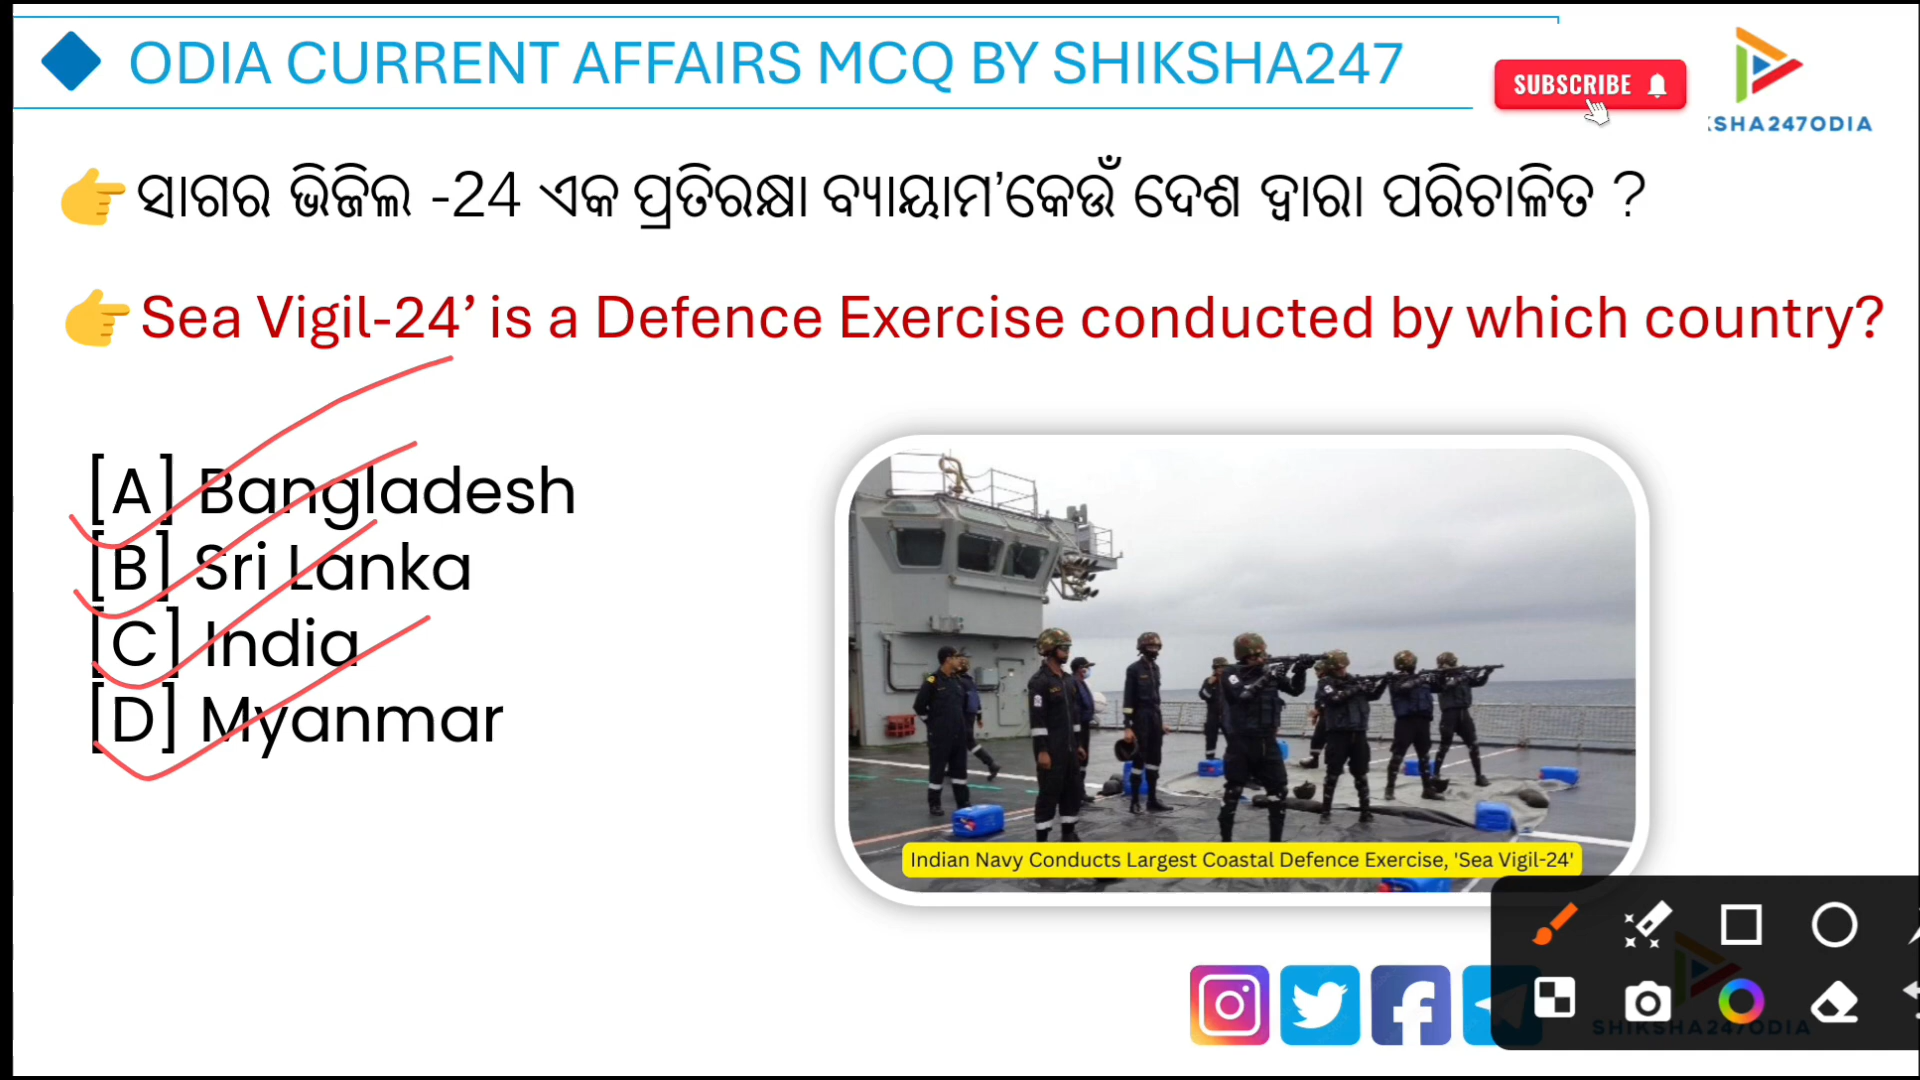 ODIA CURRENT AFFAIRS MCQ BY SHIKSHA247
SUBSCRIBE
KSHA247ODIA
ସାଗର ଭିଜିଲ -24 ଏକ ପ୍ରତିରକ୍ଷା ବ୍ୟାୟାମ’କେଉଁ ଦେଶ ଦ୍ୱାରା ପରିଚାଳିତ ?
Sea Vigil-24’ is a Defence Exercise conducted by which country?
[A] Bangladesh
[B] Sri Lanka
[C] India
[D] Myanmar
Indian Navy Conducts Largest Coastal Defence Exercise, 'Sea Vigil-24'
SHIKSHA247ODIA